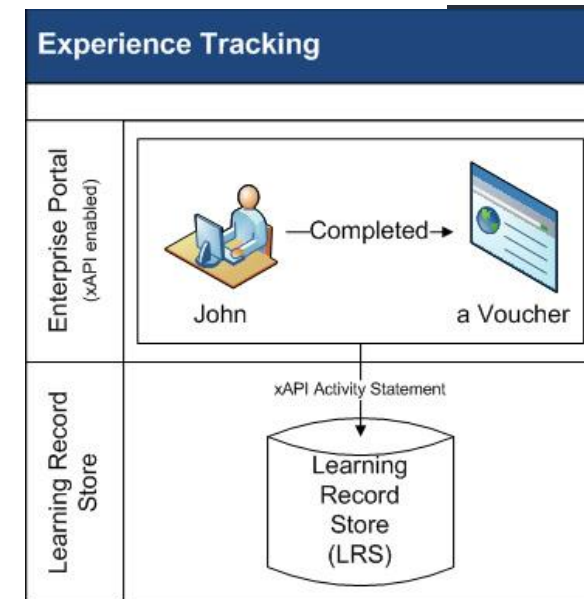 Experience Tracking
Enterprise Portal
(xAPI enabled)
Completed
John
a Voucher
xAPI Activity Statement
Learning Record
Store
Learning
Record
Store
(LRS)